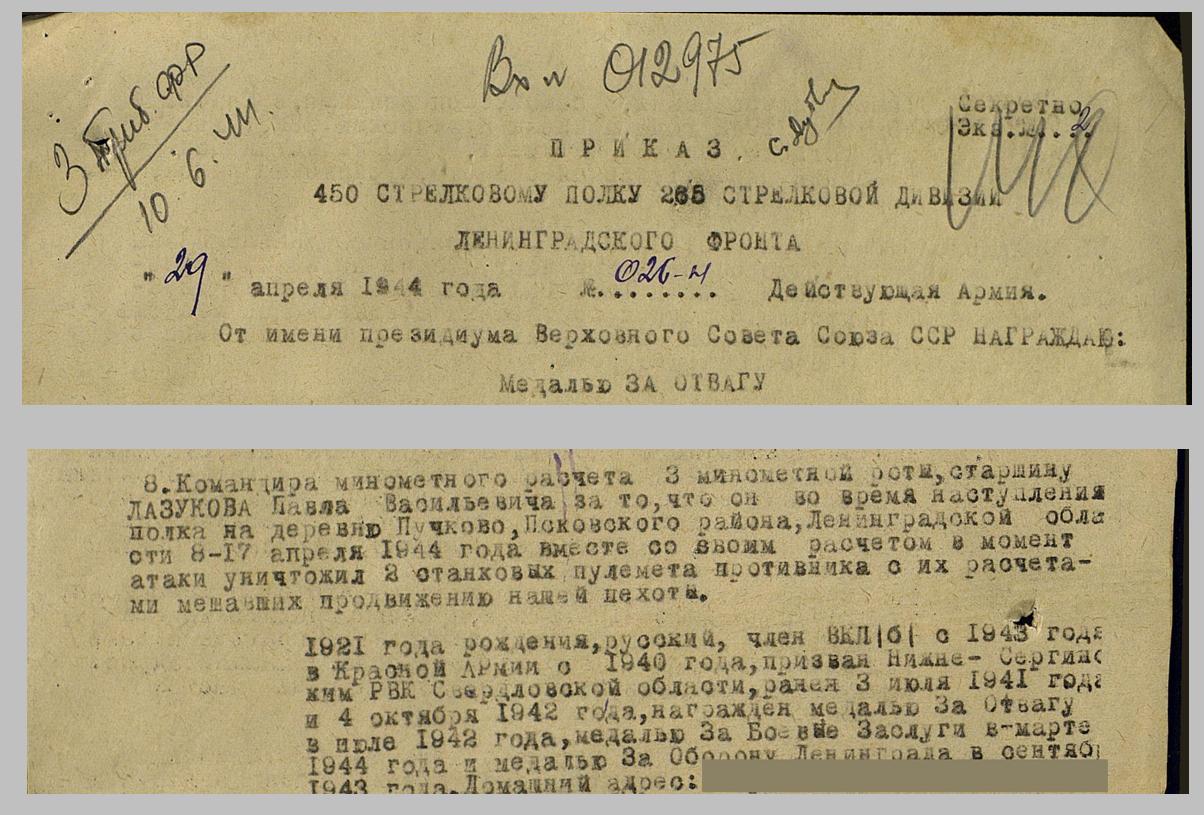 Вх № 012975
3 триб. ФР
10.6.
Секретно
Экз.№..2.
ПРИКАЗ
450 СТРЕЛКОВОМУ ПОЛКУ 265 СТРЕЛКОВОЙ ДИВИЗИИ
ЛЕНИНГРАДСКОГО ФРОНТА
"29" апреля 1944 года №.026-н Действующая Армия.
От имени президиума Верховного Совета Союза ССР НАГРАЖДАЮ:
Медалью ЗА ОТВАГУ
8.Командира минометного расчета 3 минометной роты,старшину
ЛАЗУКОВА Павла Васильевича за то,что он во время наступления
полка на деревню Пучково,Псковского района,Ленинградской обла
сти 8-17 апреля 1944 года вместе со своим расчетом в момент
атаки уничтожил 2 станковых пулемета противника с их расчета-
ми мешавших продвижению нашей пехоты.
1921 года рождения,русский, член ВКП|б| с 1943 года
в Красной Армии с 1940 года,призван Нижне- Сергинс
ким РВК Свердловской области,ранен 3 июля 1941 года
и 4 октября 1942 года,награжден медалью За Отвагу
в июле 1942 года,медалью За Боевые Заслуги в-марте
1944 года и медалью За Оборону Ленинграда в сентяб
1943 года.Домашний адрес: